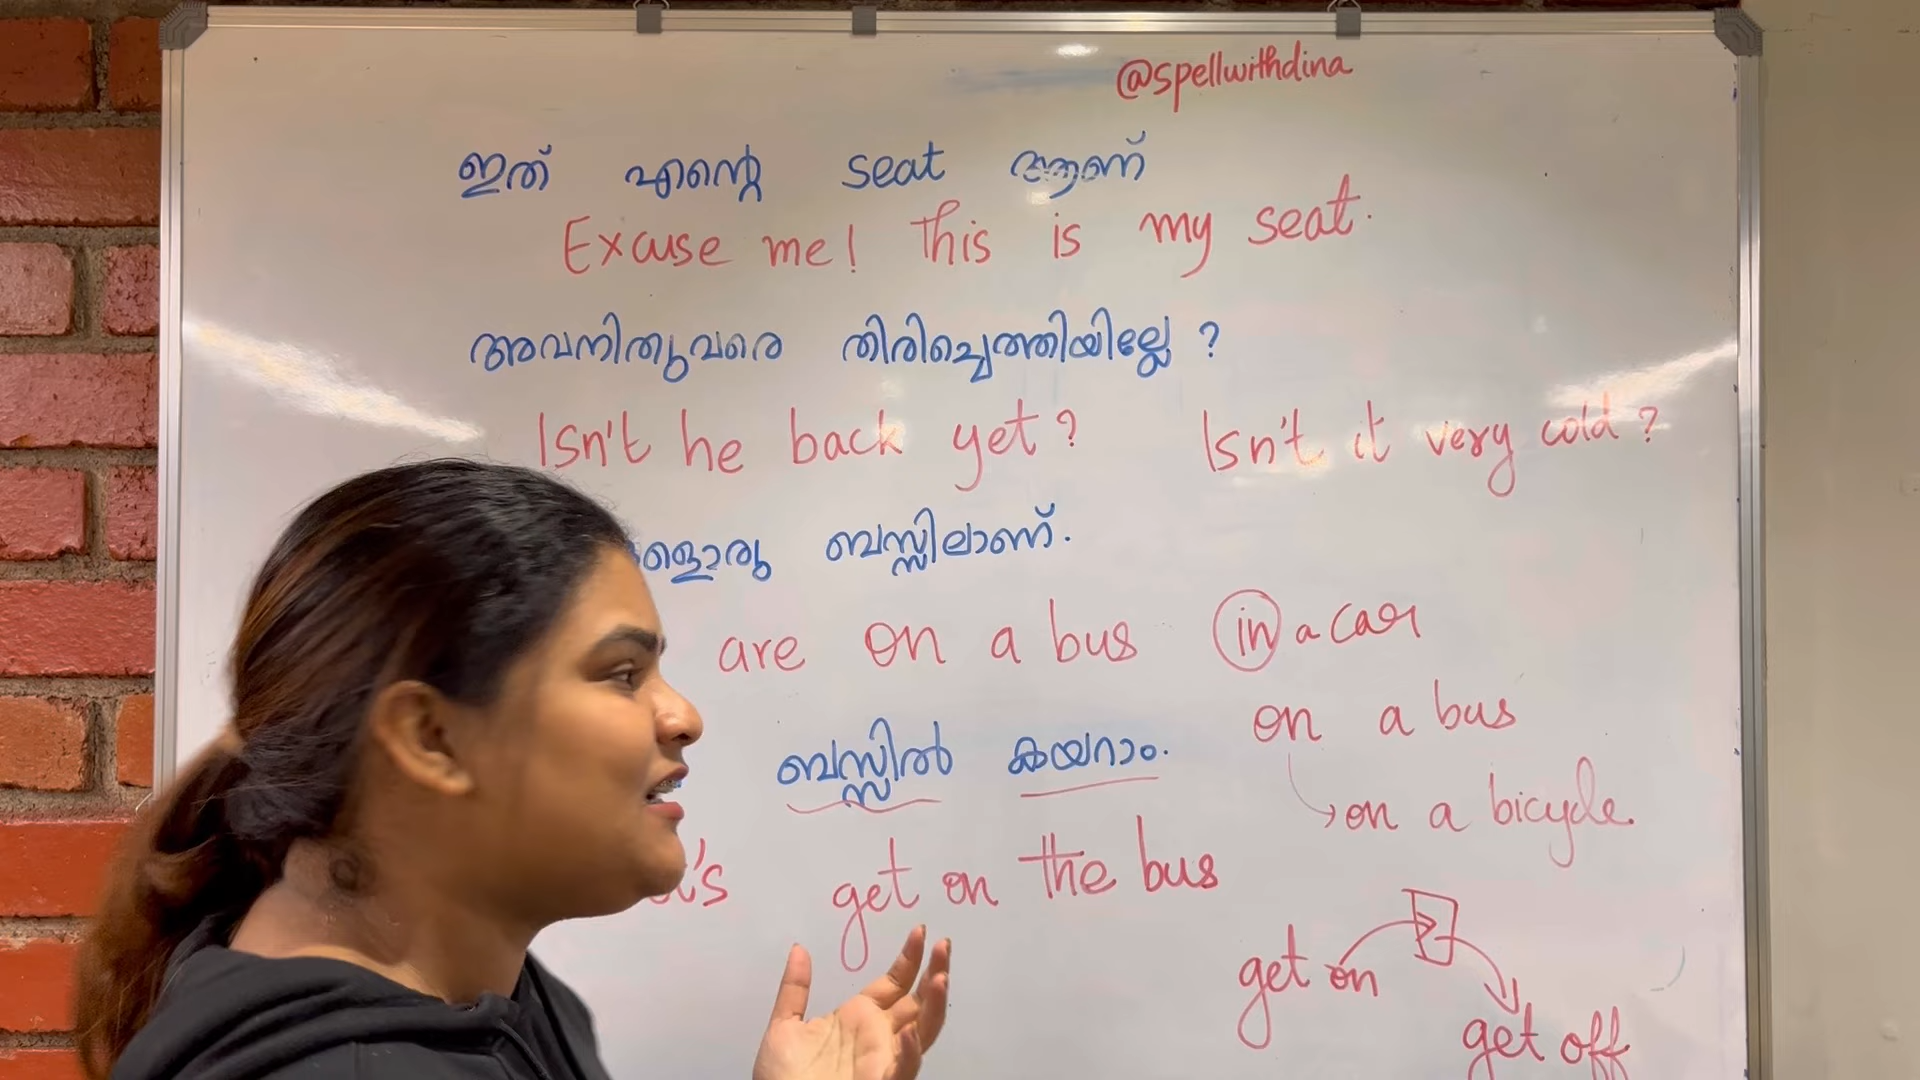 @spellwithdina
ഇത് എന്റെ seat ആണ്
Excuse me! This is my seat.
അവനിതുവരെ തിരിച്ചെത്തിയില്ലേ ?
Isn't he back yet? Isn't it very cold?
ളൊരു ബസ്സിലാണ്.
are on a bus in a car
on a bus
ബസ്സിൽ കയറാം.
on a bicycle.
get on the bus
get on
get off